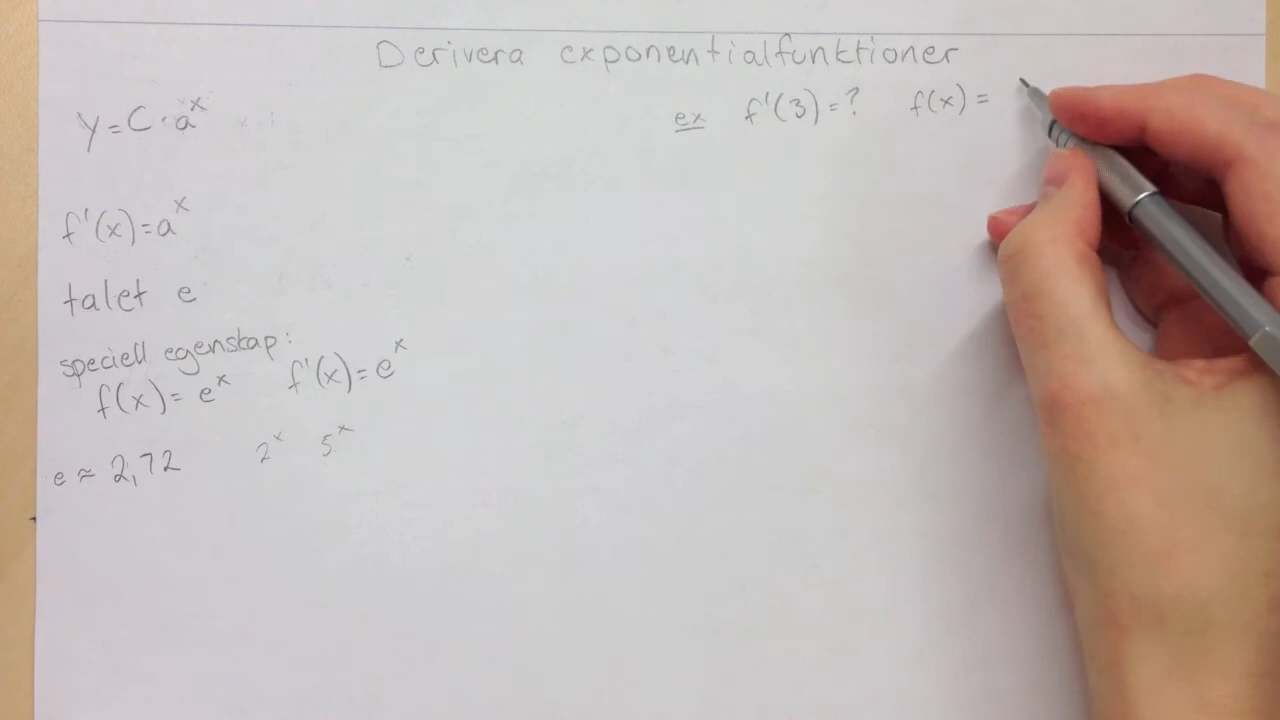 Derivera exponentialfunktioner
y = C · a^x
f'(x) = a^x
talet e
speciell egenskap:
f(x) = e^x f'(x) = e^x
e ≈ 2,72 2^x 5^x
ex f'(3) = ? f(x) =